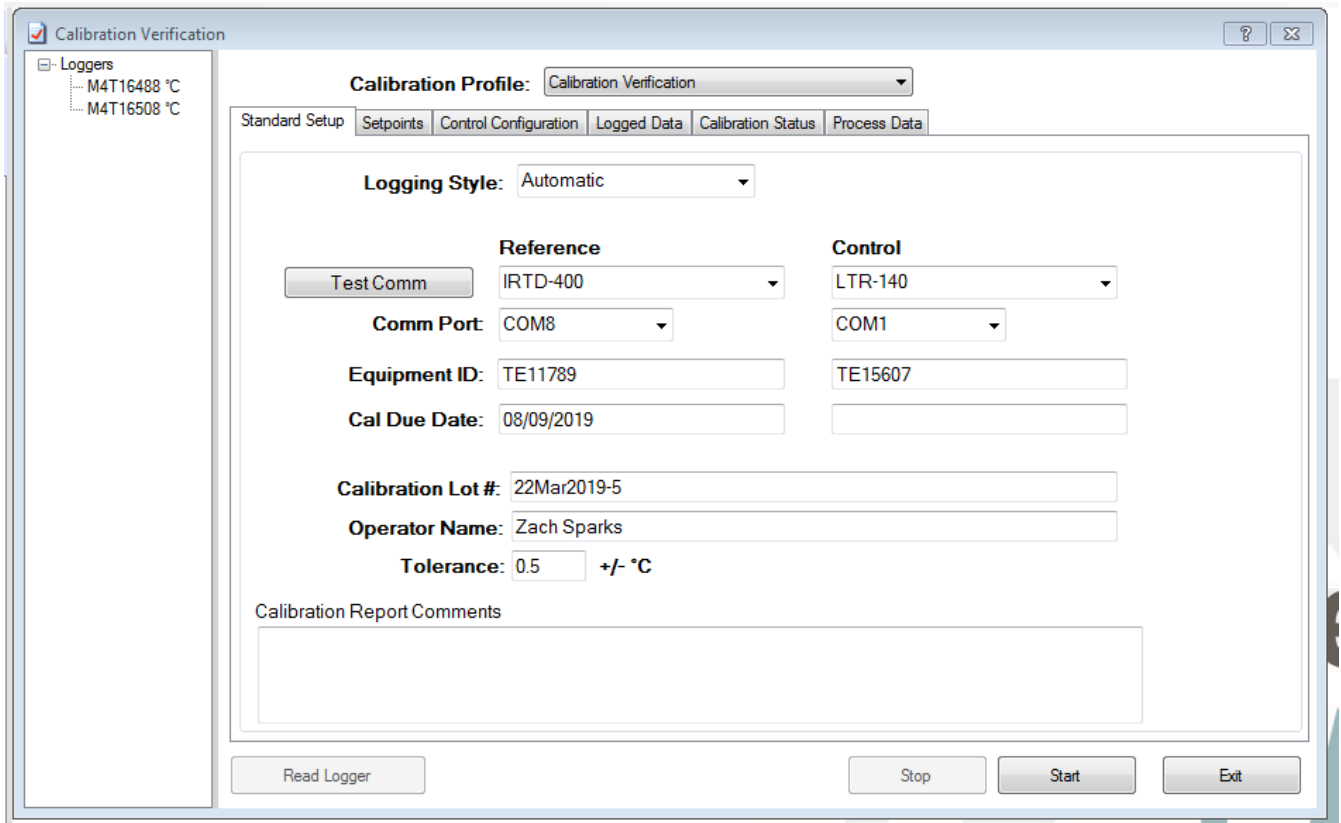 Calibration Verification
Loggers
M4T16488 °C
M4T16508 °C
Calibration Profile: Calibration Verification
Standard Setup Setpoints Control Configuration Logged Data Calibration Status Process Data
Logging Style: Automatic
Reference Control
Test Comm IRTD-400 LTR-140
Comm Port: COM8 COM1
Equipment ID: TE11789 TE15607
Cal Due Date: 08/09/2019
Calibration Lot #: 22Mar2019-5
Operator Name: Zach Sparks
Tolerance: 0.5 +/- °C
Calibration Report Comments
Read Logger Stop Start Exit